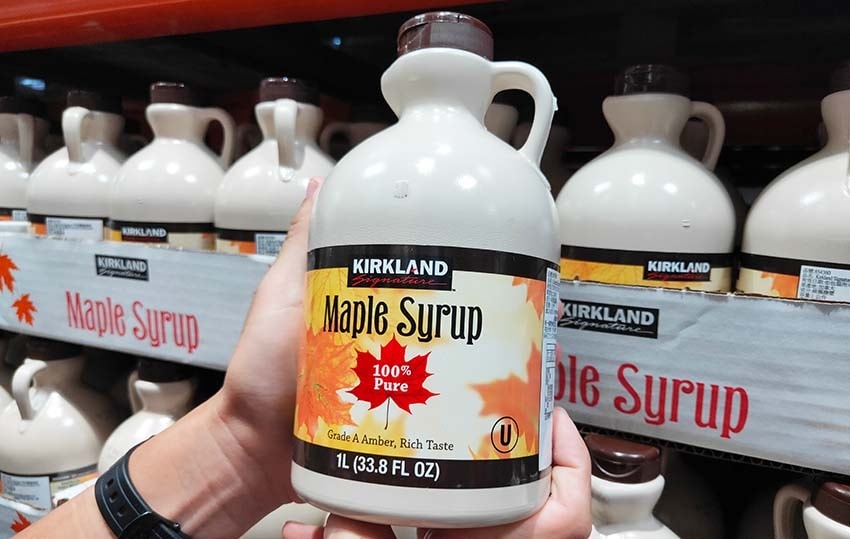 KIRKLAND
Signature
Maple Syrup
100%
Pure
Grade A Amber, Rich Taste
U
1L (33.8 FL OZ)
KIRKLAND
Signature
Maple Syrup
KIRKLAND
Signature
ple Syrup
KIRKLAND
KIRKLAND